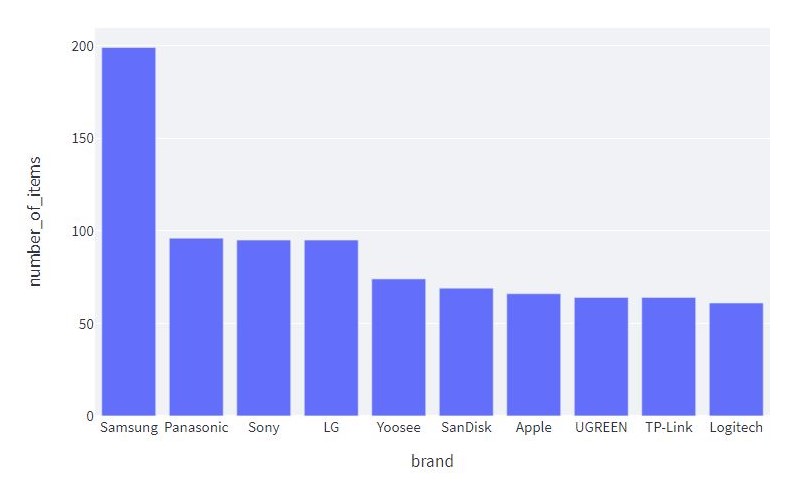 number_of_items
200
150
100
50
0
Samsung Panasonic Sony LG Yoosee SanDisk Apple UGREEN TP-Link Logitech
brand